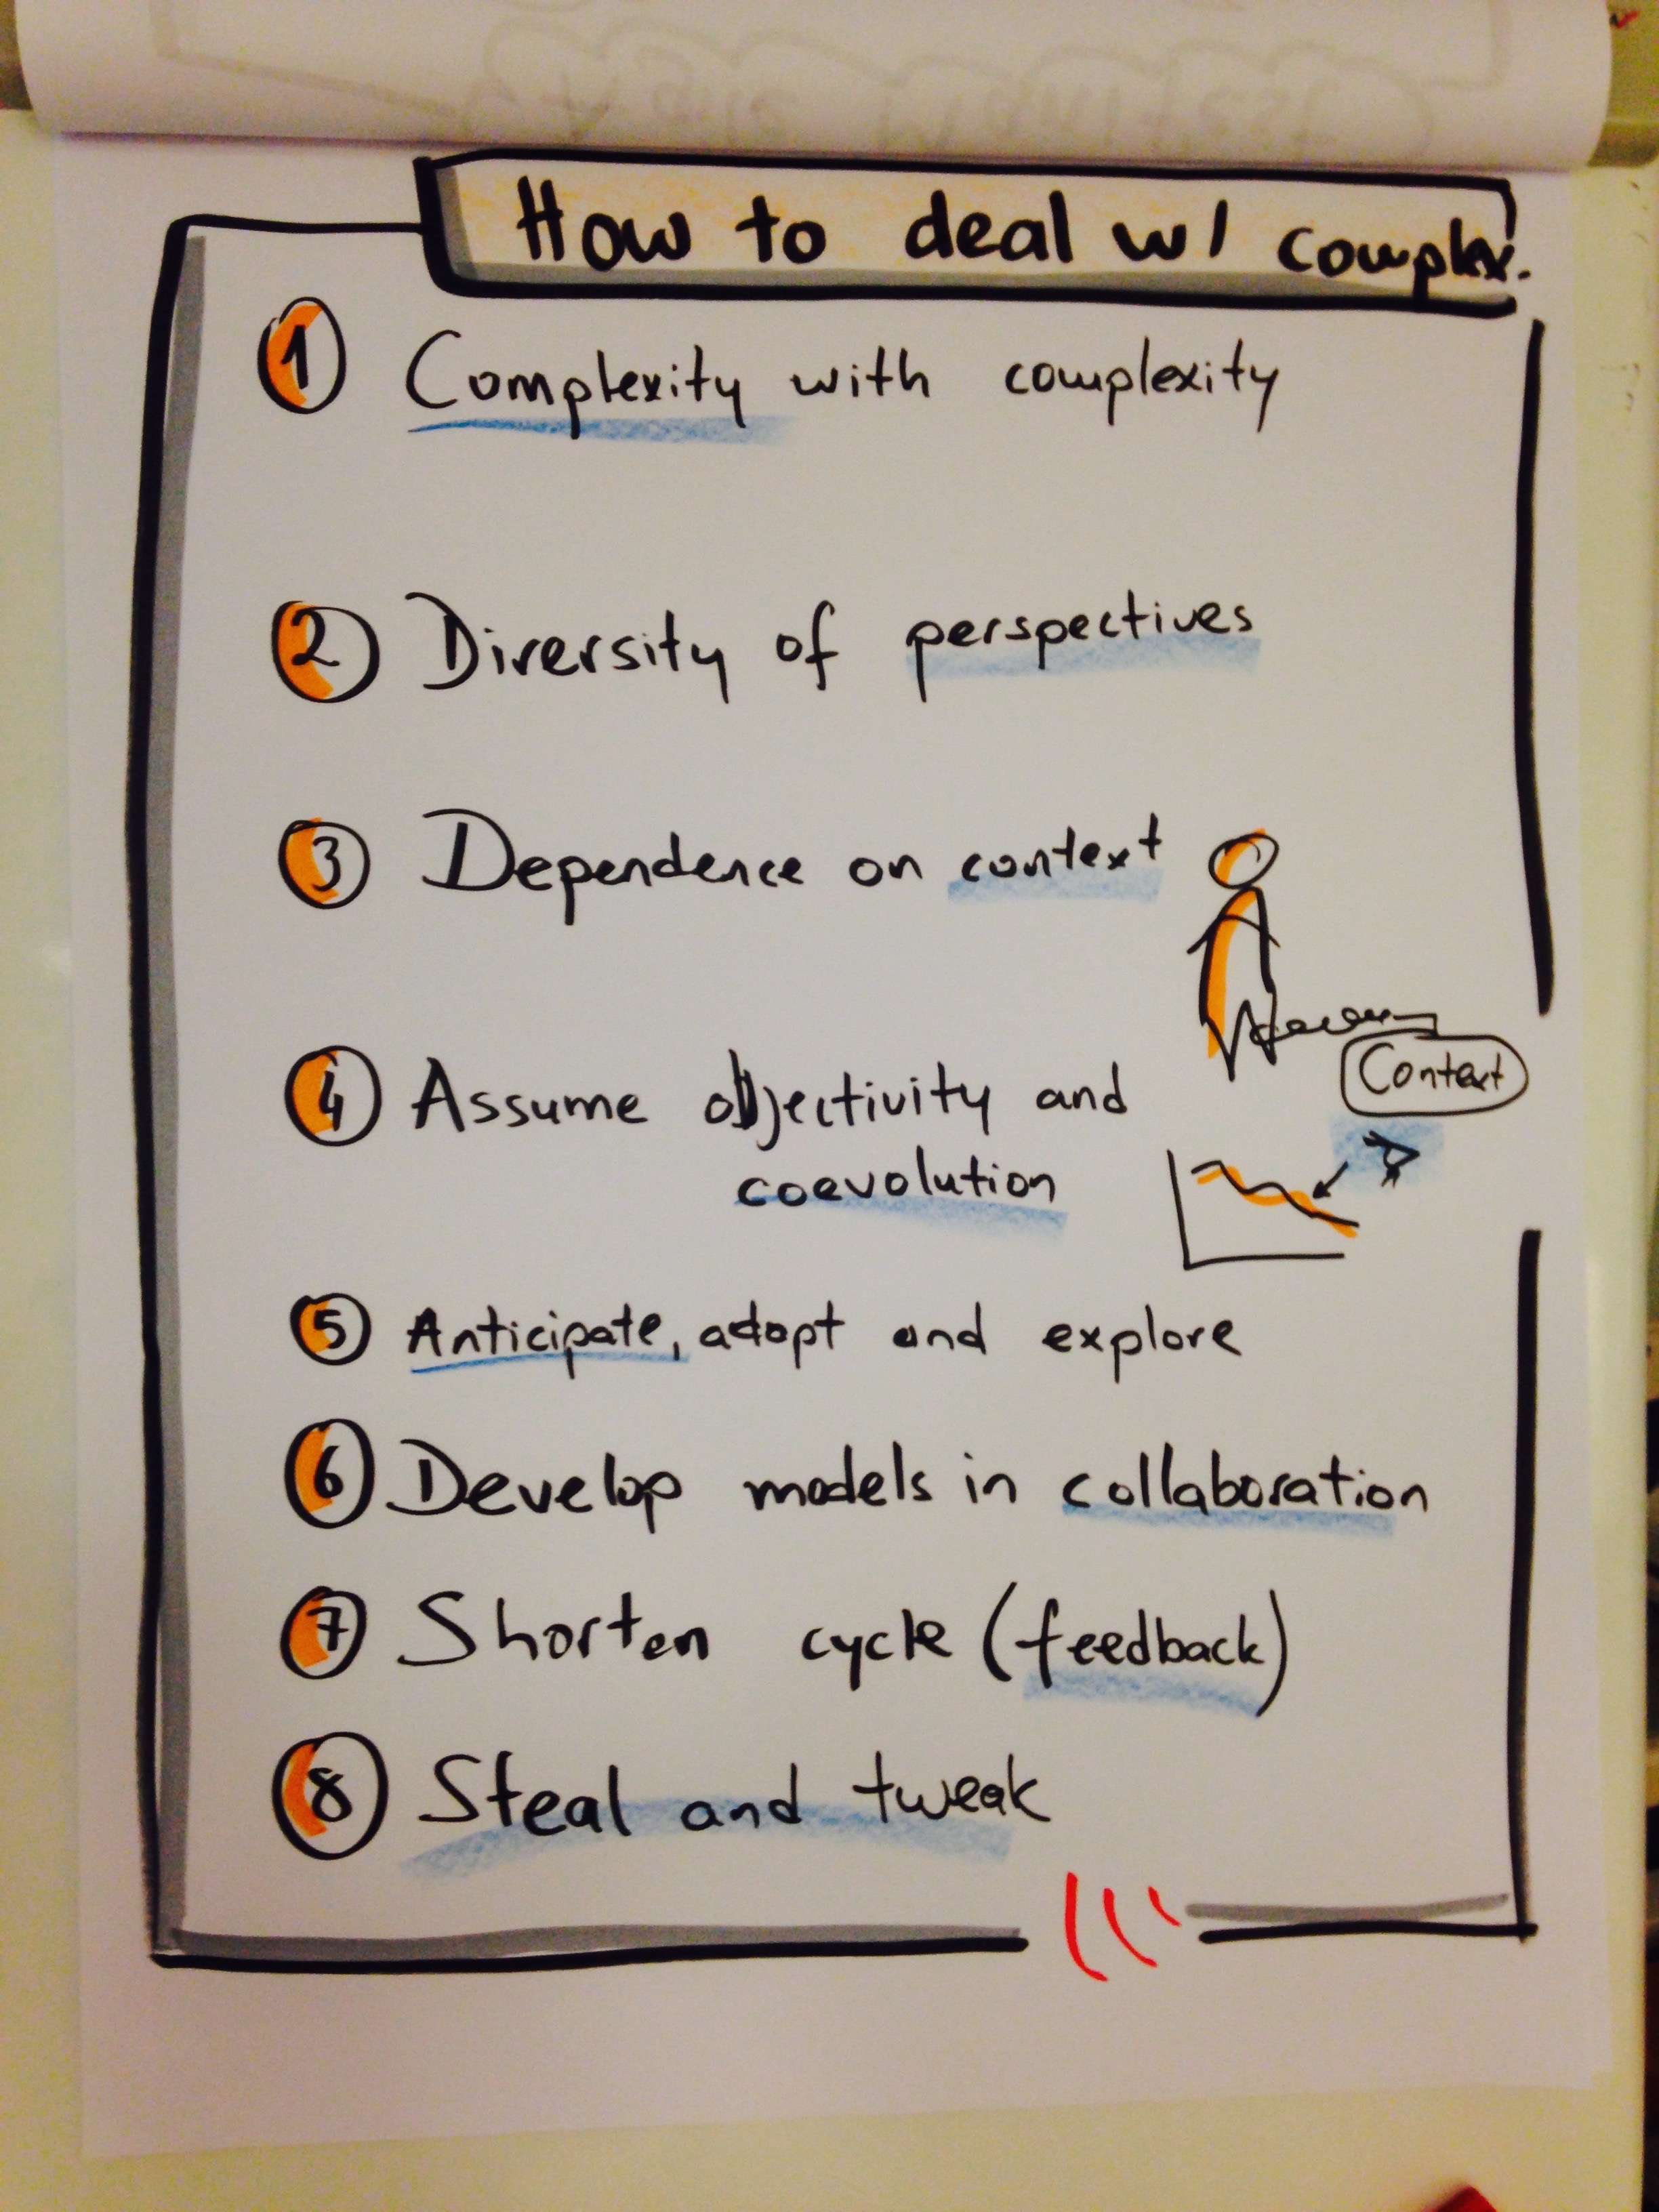 How to deal w/ complex.
1 Complexity with complexity
2 Diversity of perspectives
3 Dependence on context
4 Assume objectivity and
coevolution
Context
5 Anticipate, adopt and explore
6 Develop models in collaboration
7 Shorten cycle (feedback)
8 Steal and tweak